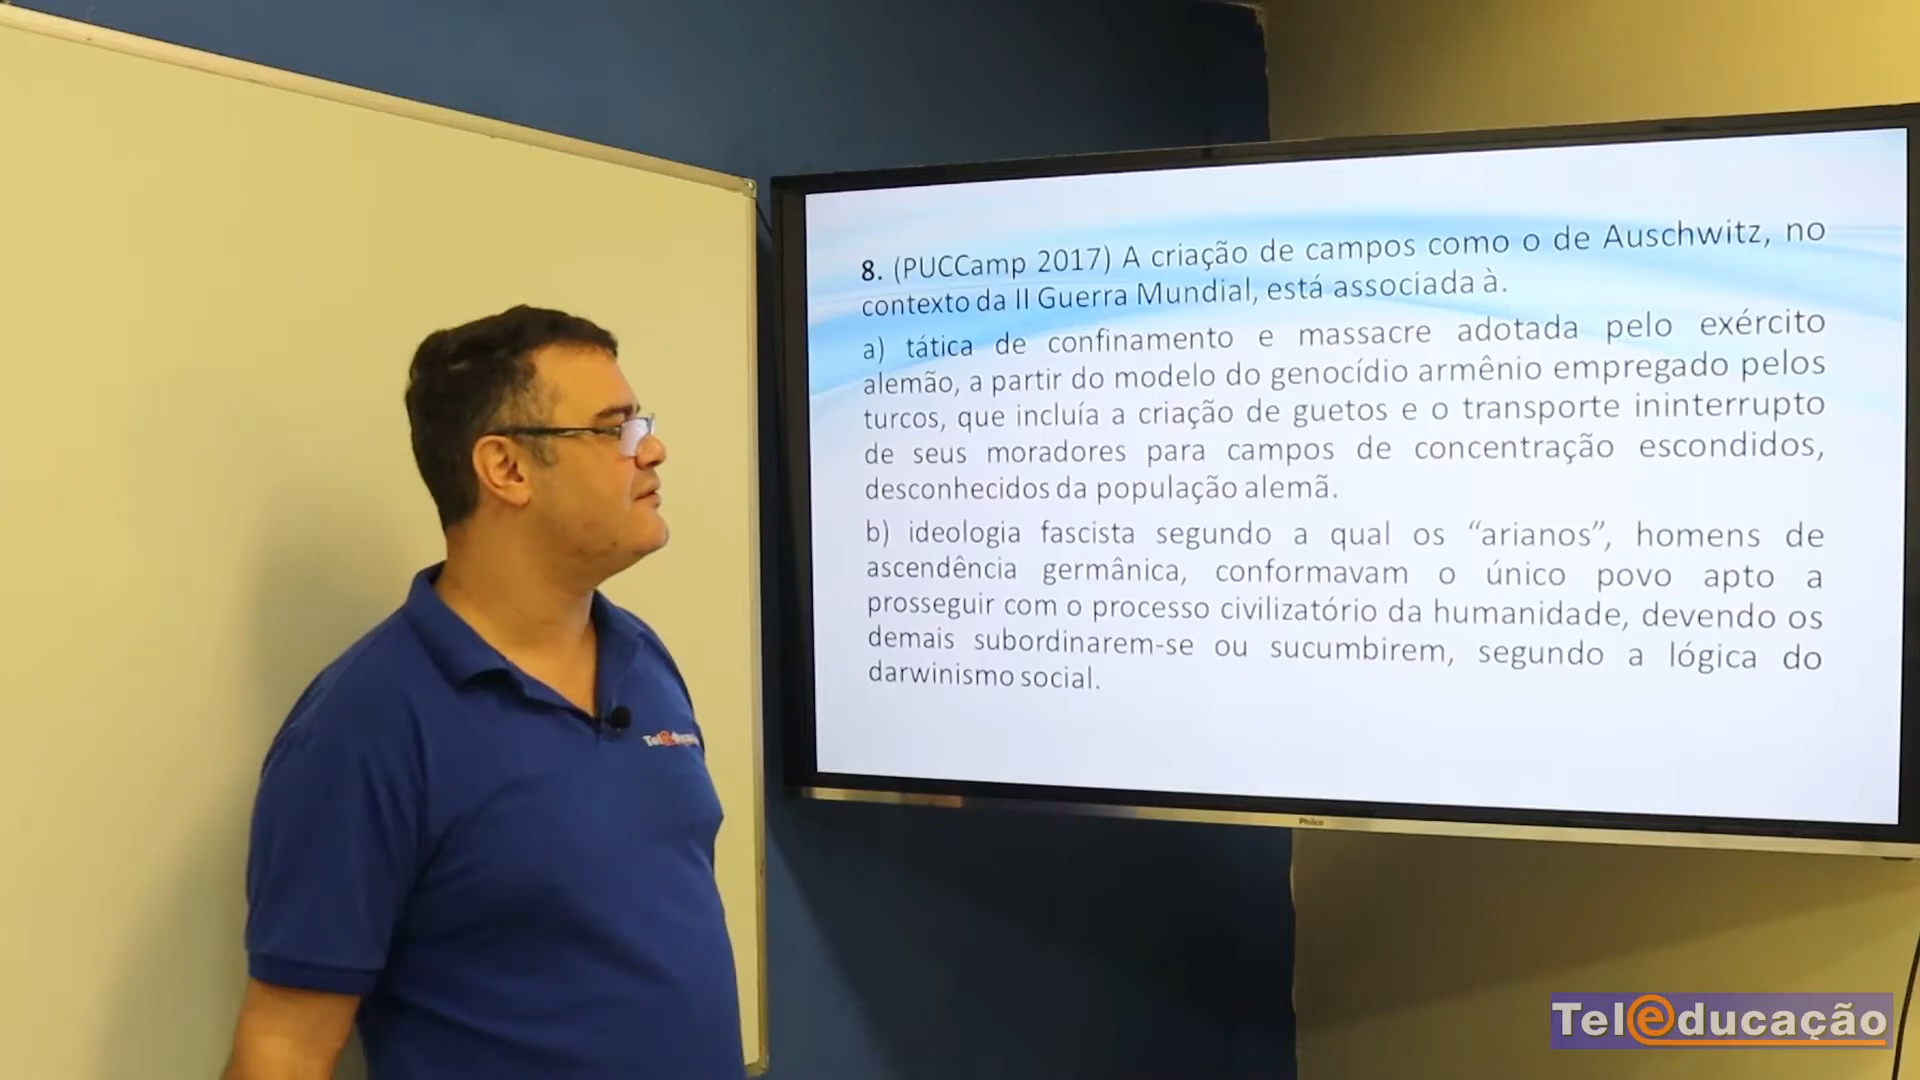 8. (PUCCamp 2017) A criação de campos como o de Auschwitz, no
contexto da II Guerra Mundial, está associada à.
a) tática de confinamento e massacre adotada pelo exército
alemão, a partir do modelo do genocídio armênio empregado pelos
turcos, que incluía a criação de guetos e o transporte ininterrupto
de seus moradores para campos de concentração escondidos,
desconhecidos da população alemã.
b) ideologia fascista segundo a qual os “arianos”, homens de
ascendência germânica, conformavam o único povo apto a
prosseguir com o processo civilizatório da humanidade, devendo os
demais subordinarem-se ou sucumbirem, segundo a lógica do
darwinismo social.
Philco
Teleducação